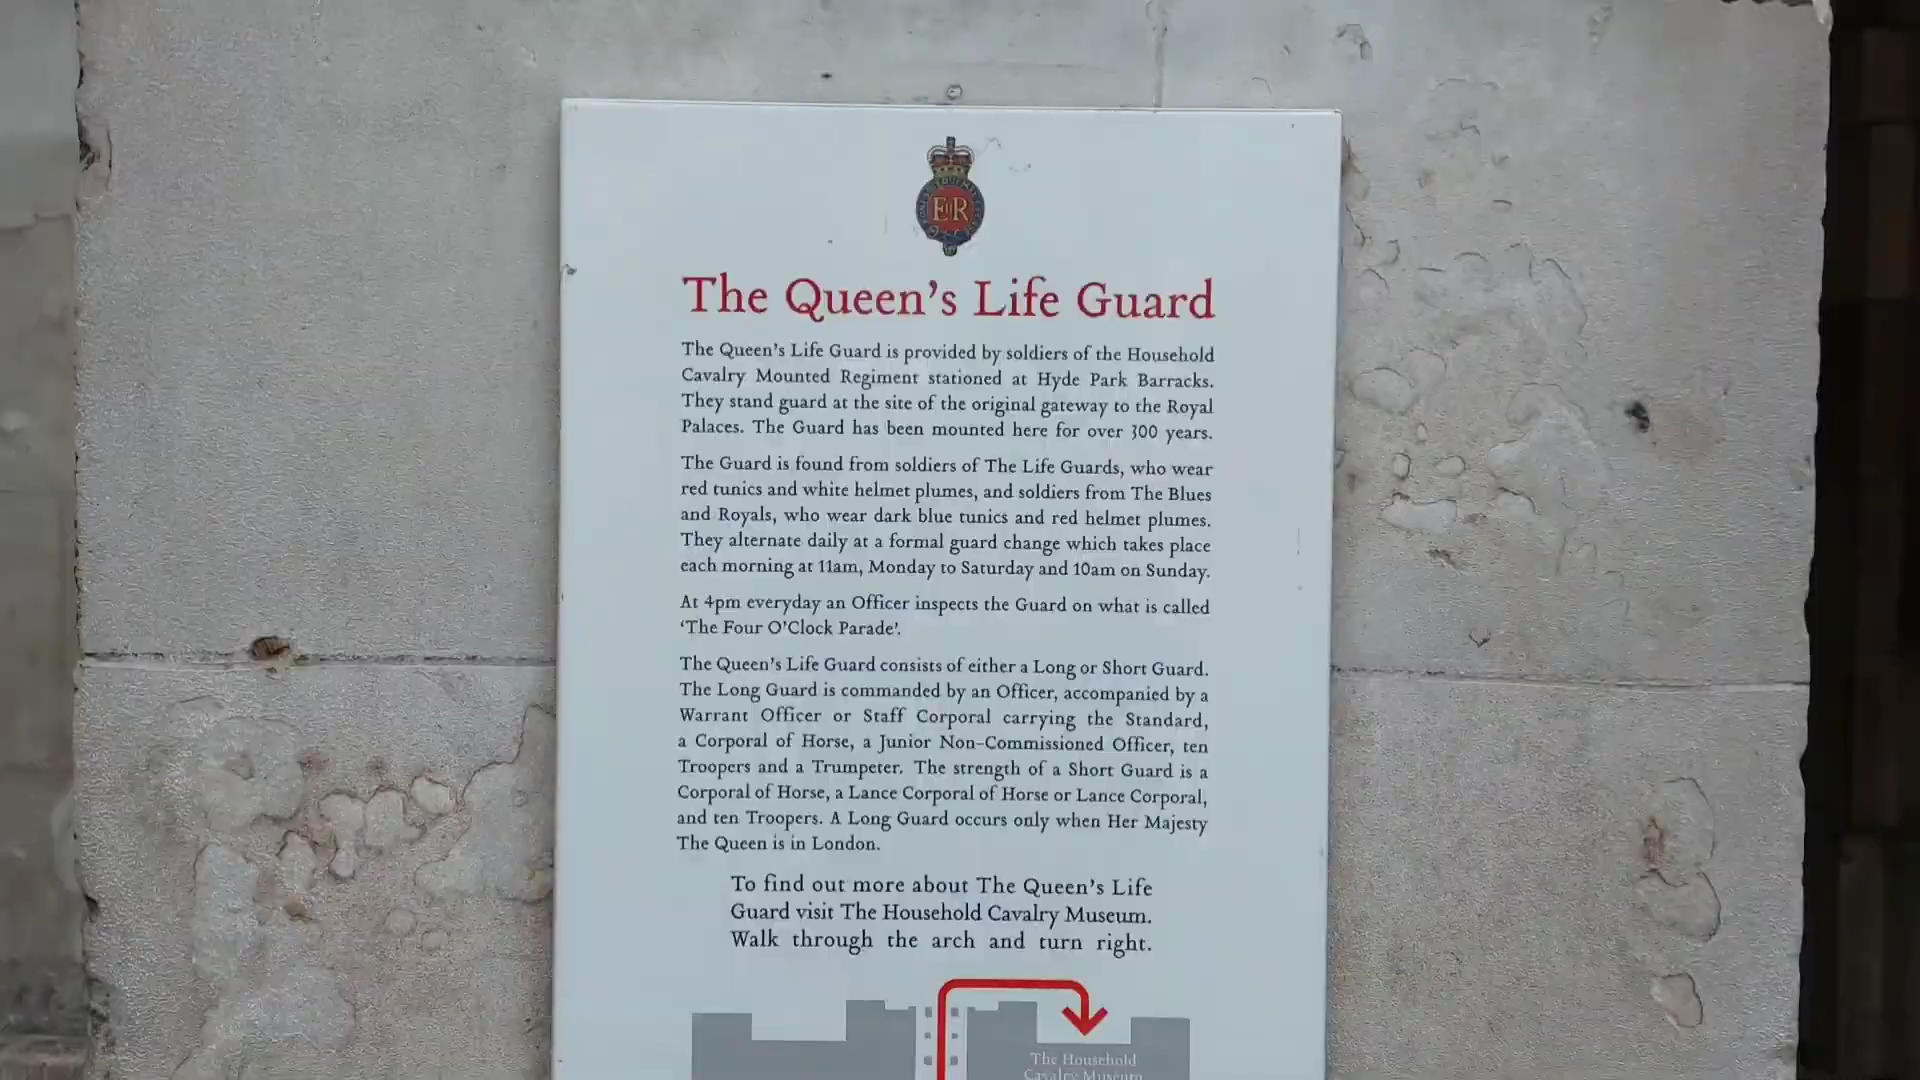 EIIR
The Queen's Life Guard
The Queen's Life Guard is provided by soldiers of the Household
Cavalry Mounted Regiment stationed at Hyde Park Barracks.
They stand guard at the site of the original gateway to the Royal
Palaces. The Guard has been mounted here for over 300 years.
The Guard is found from soldiers of The Life Guards, who wear
red tunics and white helmet plumes, and soldiers from The Blues
and Royals, who wear dark blue tunics and red helmet plumes.
They alternate daily at a formal guard change which takes place
each morning at 11am, Monday to Saturday and 10am on Sunday.
At 4pm everyday an Officer inspects the Guard on what is called
‘The Four O’Clock Parade’.
The Queen's Life Guard consists of either a Long or Short Guard.
The Long Guard is commanded by an Officer, accompanied by a
Warrant Officer or Staff Corporal carrying the Standard,
a Corporal of Horse, a Junior Non-Commissioned Officer, ten
Troopers and a Trumpeter. The strength of a Short Guard is a
Corporal of Horse, a Lance Corporal of Horse or Lance Corporal,
and ten Troopers. A Long Guard occurs only when Her Majesty
The Queen is in London.
To find out more about The Queen's Life
Guard visit The Household Cavalry Museum.
Walk through the arch and turn right.
The Household
Cavalry Museum